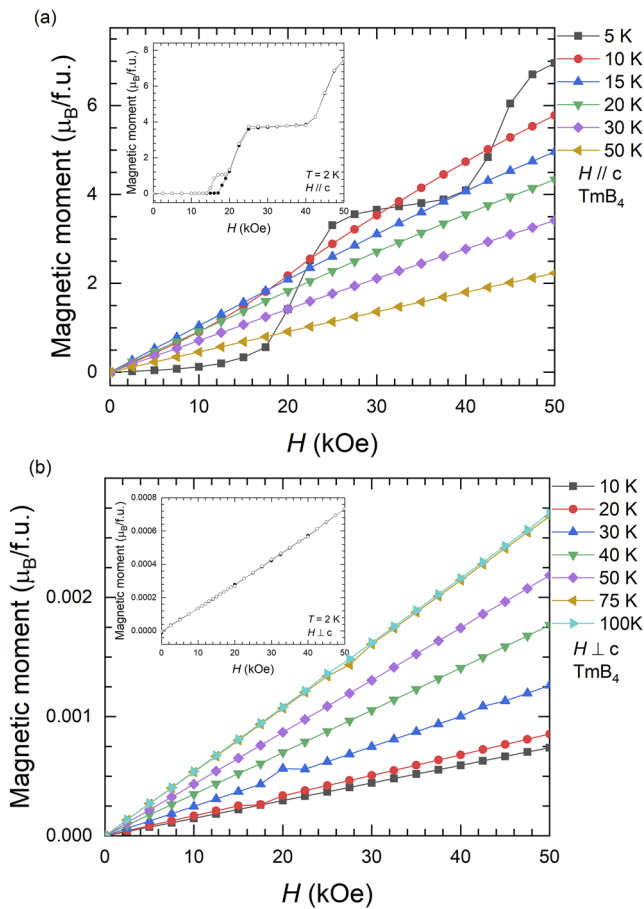 (a)
Magnetic moment (μB/f.u.)
6
4
2
0
0 10 20 30 40 50
H (kOe)
5 K
10 K
15 K
20 K
30 K
50 K
H // c
TmB4
Magnetic moment (μB/f.u.)
8
6
4
2
0
0 10 20 30 40 50
H (kOe)
T = 2 K
H // c
(b)
Magnetic moment (μB/f.u.)
0.002
0.001
0.000
0 10 20 30 40 50
H (kOe)
10 K
20 K
30 K
40 K
50 K
75 K
100K
H ⊥ c
TmB4
Magnetic moment (μB/f.u.)
0.0008
0.0006
0.0004
0.0002
0.0000
0 10 20 30 40 50
H (kOe)
T = 2 K
H ⊥ c